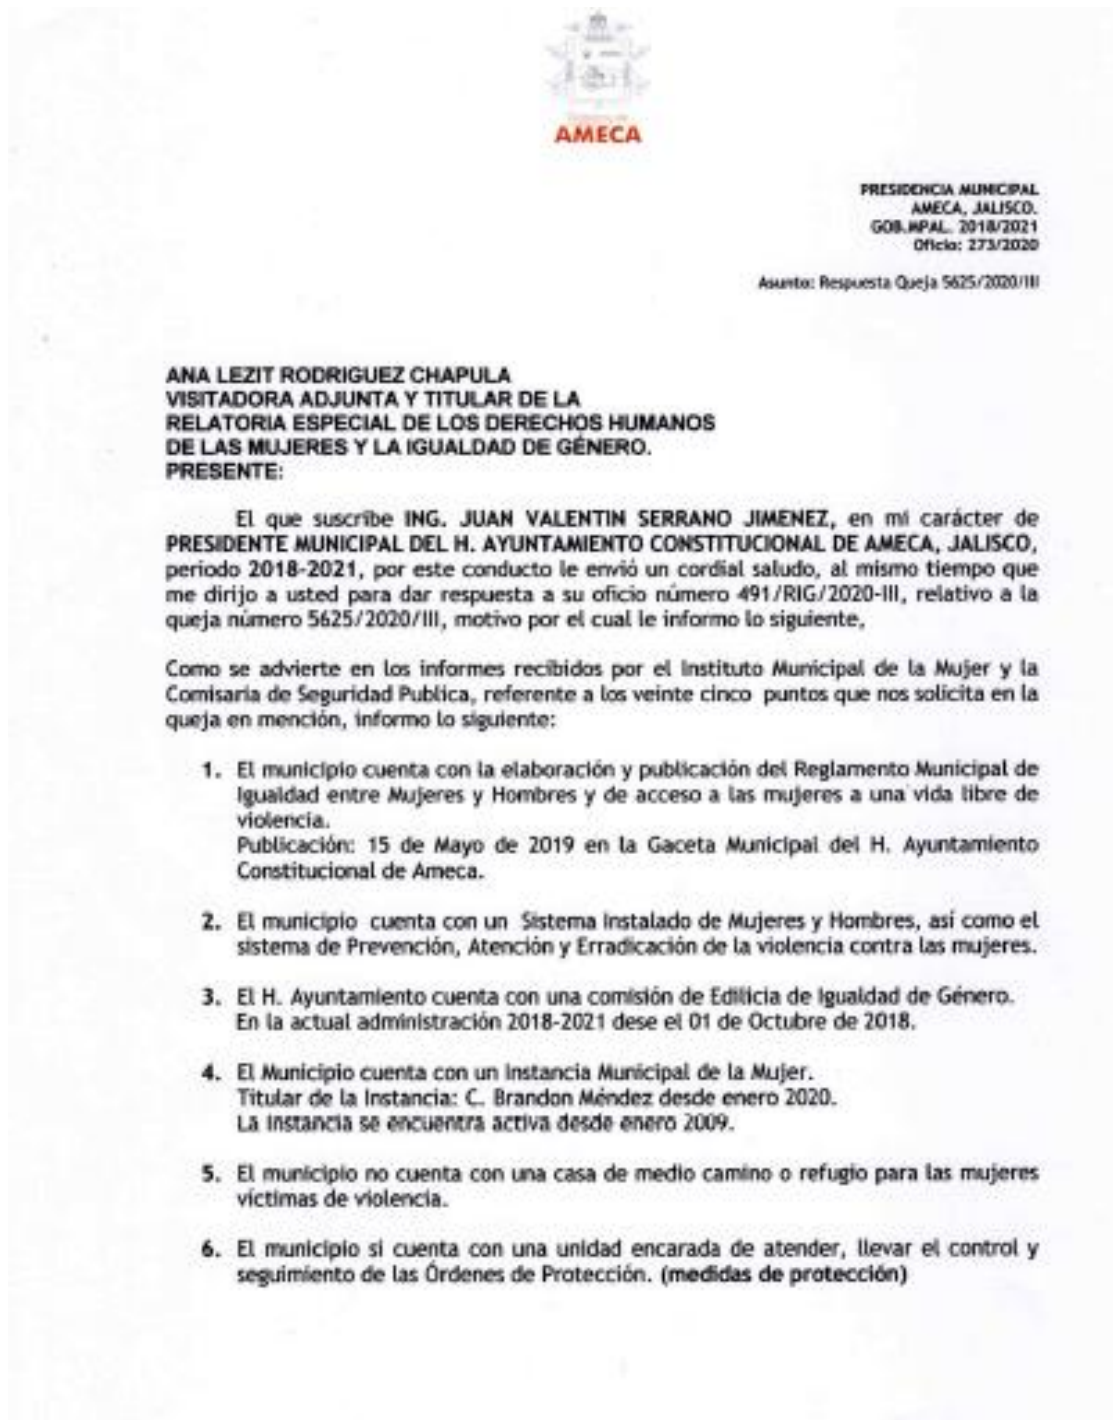 AMECA
PRESIDENCIA MUNICIPAL
AMECA, JALISCO.
GOB.MPAL. 2018/2021
Oficio: 273/2020
Asunto: Respuesta Queja 5625/2020/III
ANA LEZIT RODRIGUEZ CHAPULA
VISITADORA ADJUNTA Y TITULAR DE LA
RELATORIA ESPECIAL DE LOS DERECHOS HUMANOS
DE LAS MUJERES Y LA IGUALDAD DE GÉNERO.
PRESENTE:
El que suscribe ING. JUAN VALENTIN SERRANO JIMENEZ, en mi carácter de
PRESIDENTE MUNICIPAL DEL H. AYUNTAMIENTO CONSTITUCIONAL DE AMECA, JALISCO,
periodo 2018-2021, por este conducto le envió un cordial saludo, al mismo tiempo que
me dirijo a usted para dar respuesta a su oficio número 491/RIG/2020-III, relativo a la
queja número 5625/2020/III, motivo por el cual le informo lo siguiente,
Como se advierte en los informes recibidos por el Instituto Municipal de la Mujer y la
Comisaria de Seguridad Publica, referente a los veinte cinco puntos que nos solicita en la
queja en mención, informo lo siguiente:
1. El municipio cuenta con la elaboración y publicación del Reglamento Municipal de
Igualdad entre Mujeres y Hombres y de acceso a las mujeres a una vida libre de
violencia.
Publicación: 15 de Mayo de 2019 en la Gaceta Municipal del H. Ayuntamiento
Constitucional de Ameca.
2. El municipio cuenta con un Sistema Instalado de Mujeres y Hombres, así como el
sistema de Prevención, Atención y Erradicación de la violencia contra las mujeres.
3. El H. Ayuntamiento cuenta con una comisión de Edilicia de Igualdad de Género.
En la actual administración 2018-2021 dese el 01 de Octubre de 2018.
4. El Municipio cuenta con un Instancia Municipal de la Mujer.
Titular de la Instancia: C. Brandon Méndez desde enero 2020.
La instancia se encuentra activa desde enero 2009.
5. El municipio no cuenta con una casa de medio camino o refugio para las mujeres
víctimas de violencia.
6. El municipio si cuenta con una unidad encarada de atender, llevar el control y
seguimiento de las Órdenes de Protección. (medidas de protección)